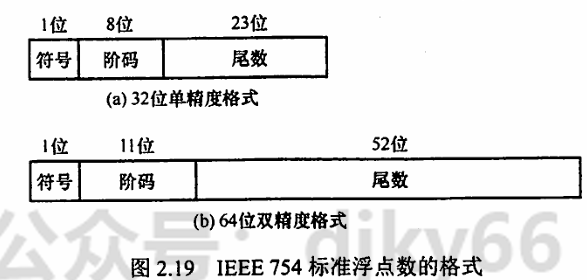 1位 8位 23位
符号 阶码 尾数
(a) 32位单精度格式
1位 11位 52位
符号 阶码 尾数
(b) 64位双精度格式
公众号：djky66
图 2.19 IEEE 754 标准浮点数的格式